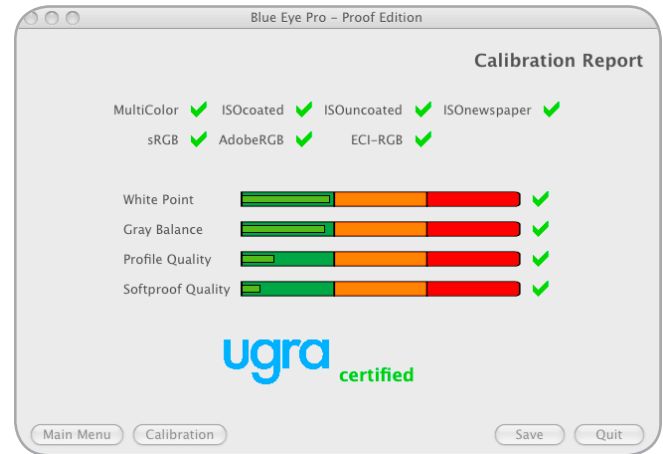 Blue Eye Pro – Proof Edition
Calibration Report
MultiColor ISOcoated ISOuncoated ISOnewspaper
sRGB AdobeRGB ECI-RGB
White Point
Gray Balance
Profile Quality
Softproof Quality
ugra certified
Main Menu Calibration Save Quit